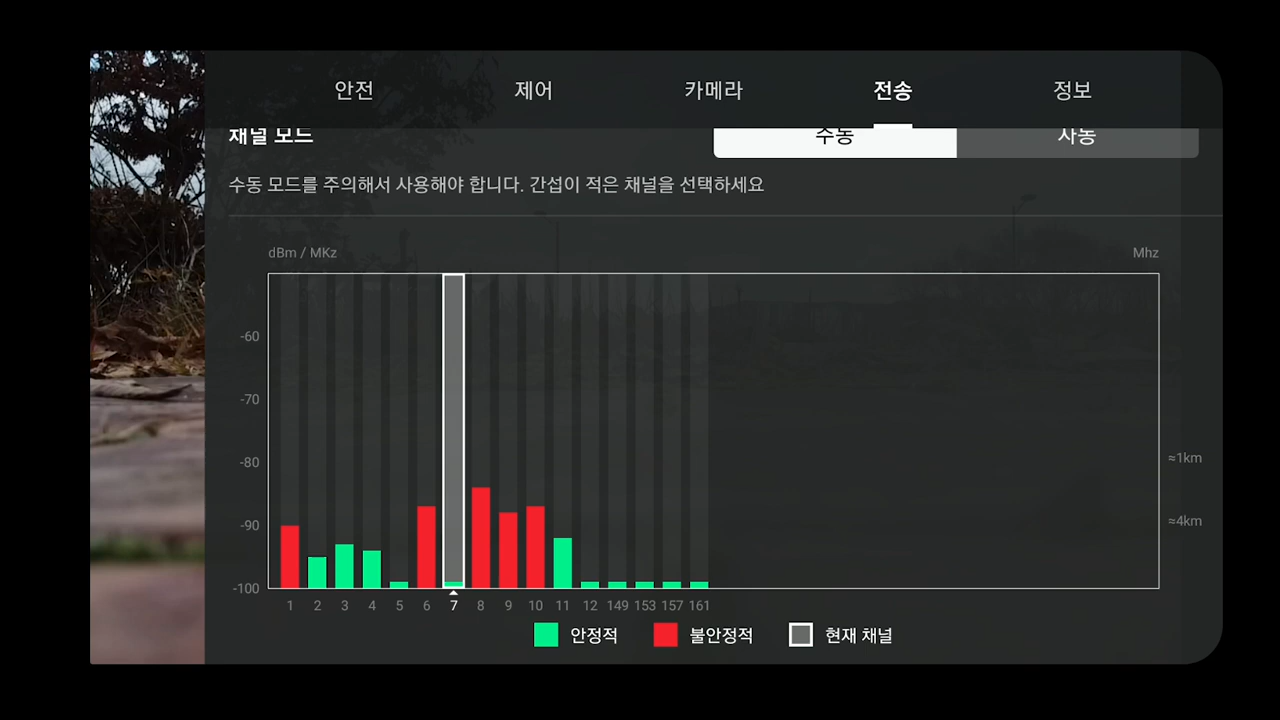 안전 제어 카메라 전송 정보
채널 모드 수동 자동
수동 모드를 주의해서 사용해야 합니다. 간섭이 적은 채널을 선택하세요
dBm / MKz Mhz
-60
-70
-80 ≈1km
-90 ≈4km
-100
1 2 3 4 5 6 7 8 9 10 11 12 149 153 157 161
안정적 불안정적 현재 채널